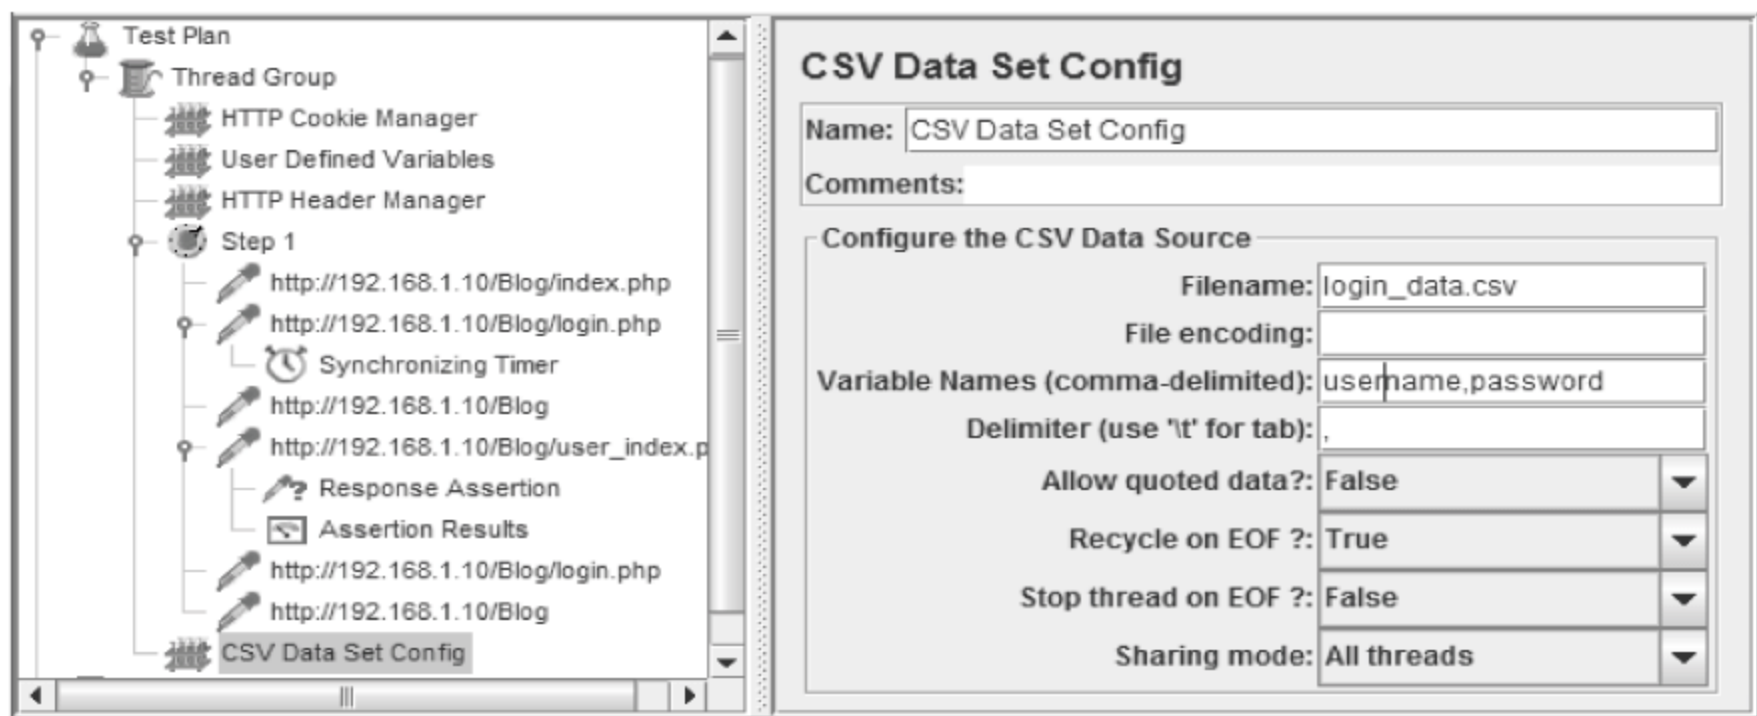 Test Plan
Thread Group
HTTP Cookie Manager
User Defined Variables
HTTP Header Manager
Step 1
http://192.168.1.10/Blog/index.php
http://192.168.1.10/Blog/login.php
Synchronizing Timer
http://192.168.1.10/Blog
http://192.168.1.10/Blog/user_index.p
Response Assertion
Assertion Results
http://192.168.1.10/Blog/login.php
http://192.168.1.10/Blog
CSV Data Set Config
CSV Data Set Config
Name: CSV Data Set Config
Comments:
Configure the CSV Data Source
Filename: login_data.csv
File encoding:
Variable Names (comma-delimited): username,password
Delimiter (use '\t' for tab): ,
Allow quoted data?: False
Recycle on EOF ?: True
Stop thread on EOF ?: False
Sharing mode: All threads